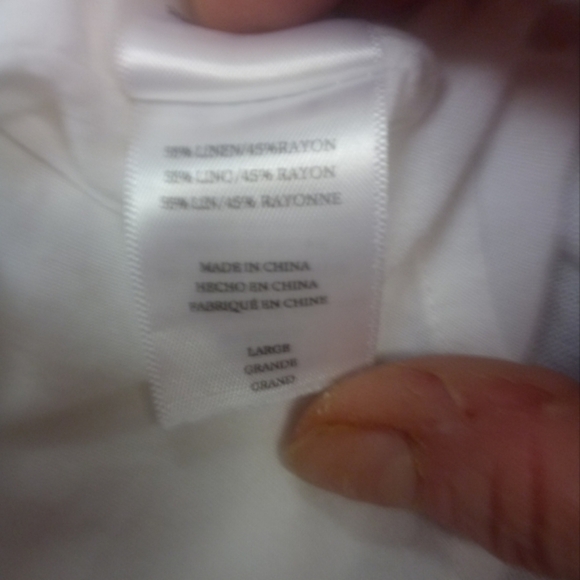 55% LINEN/45% RAYON
55% LINO/45% RAYON
55% LIN/45% RAYONNE
MADE IN CHINA
HECHO EN CHINA
FABRIQUÉ EN CHINE
LARGE
GRANDE
GRAND